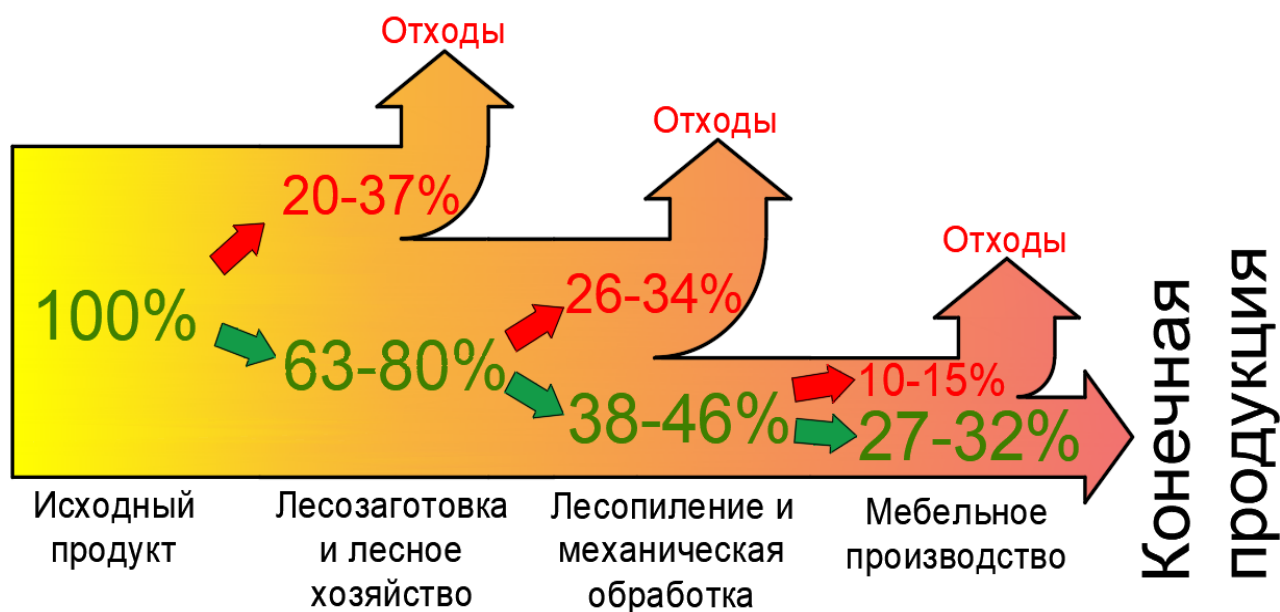 Отходы
Отходы
Отходы
20-37%
100%
63-80%
26-34%
38-46%
10-15%
27-32%
Исходный
продукт
Лесозаготовка
и лесное
хозяйство
Лесопиление и
механическая
обработка
Мебельное
производство
Конечная
продукция